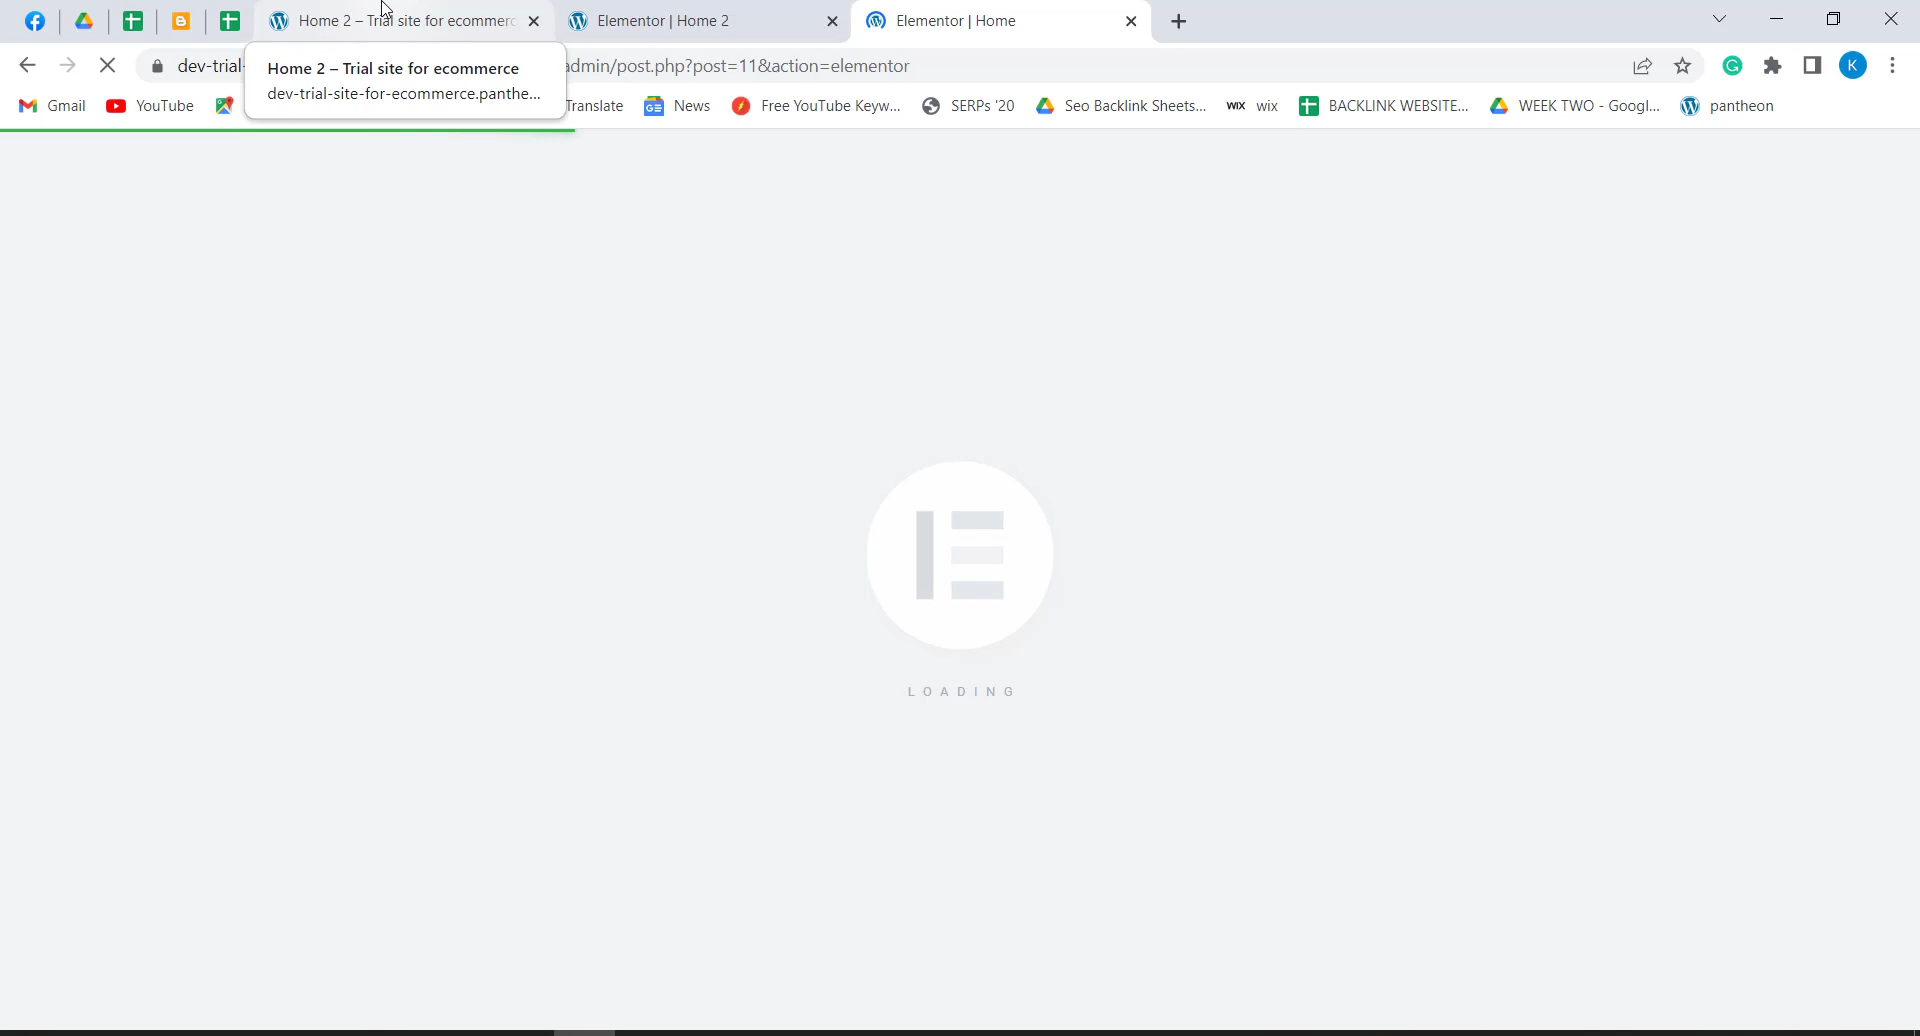 Home 2 – Trial site for ecommerc
Elementor | Home 2
Elementor | Home
dev-trial-
admin/post.php?post=11&action=elementor
K
Home 2 – Trial site for ecommerce
dev-trial-site-for-ecommerce.panthe...
Gmail
YouTube
Translate
News
Free YouTube Keyw...
SERPs '20
Seo Backlink Sheets...
WIX wix
BACKLINK WEBSITE...
WEEK TWO - Googl...
pantheon
LOADING